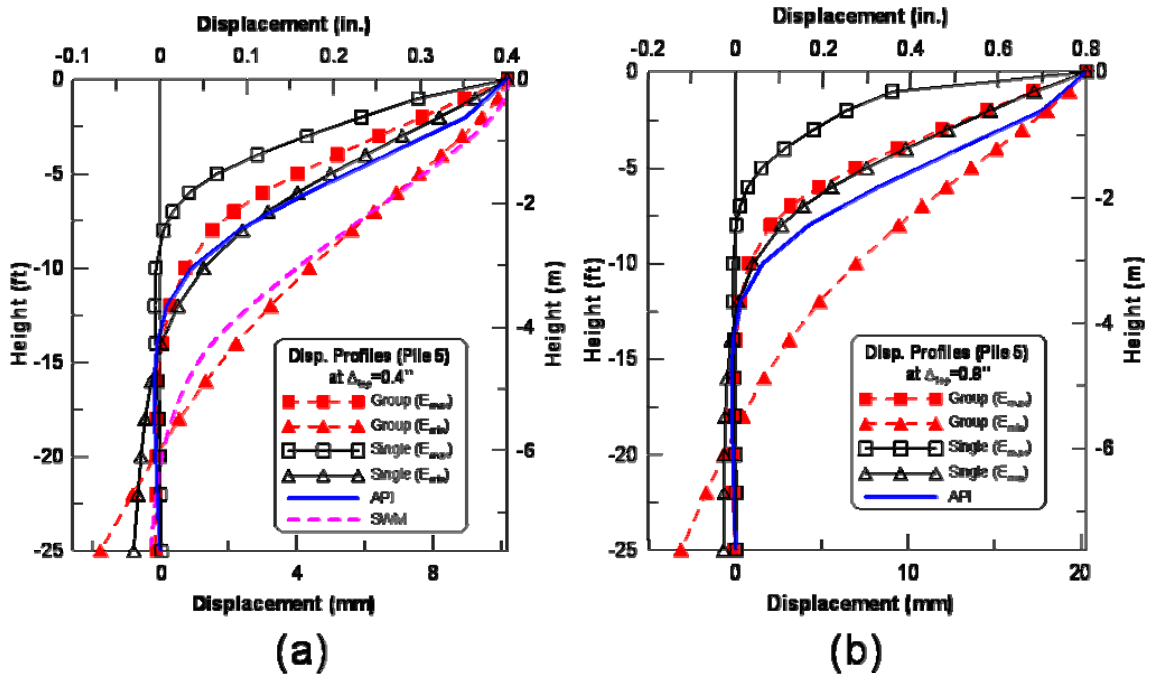 Displacement (in.)
-0.1 0 0.1 0.2 0.3 0.4
0 0
-5
-2
-10
-4
-15
-6
-20
-25
Height (ft)
Height (m)
Disp. Profiles (Pile 5)
at Δtop=0.4"
Group (Emax)
Group (Emin)
Single (Emax)
Single (Emin)
API
SWM
0 4 8
Displacement (mm)
(a)
Displacement (in.)
-0.2 0 0.2 0.4 0.6 0.8
0 0
-5
-2
-10
-4
-15
-6
-20
-25
Height (ft)
Height (m)
Disp. Profiles (Pile 5)
at Δtop=0.8"
Group (Emax)
Group (Emin)
Single (Emax)
Single (Emin)
API
0 10 20
Displacement (mm)
(b)